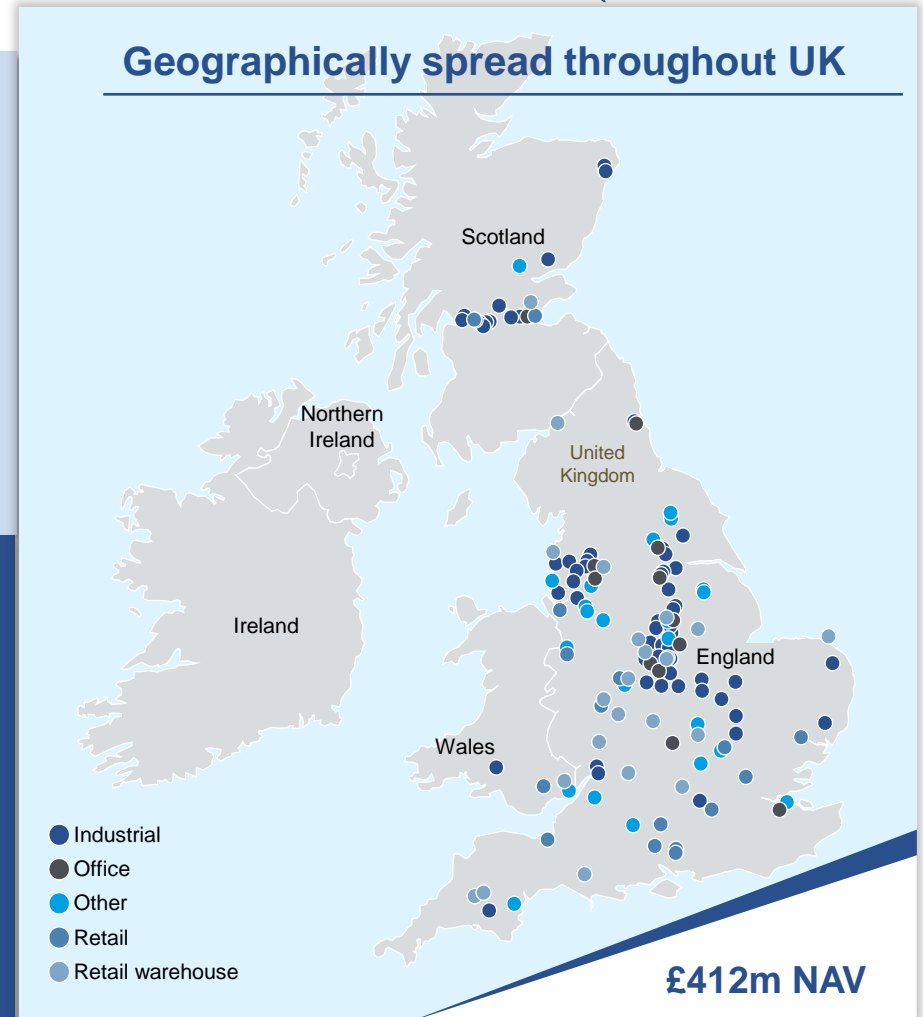 Geographically spread throughout UK
Scotland
Northern
Ireland
United
Kingdom
Ireland
England
Wales
Industrial
Office
Other
Retail
Retail warehouse
£412m NAV